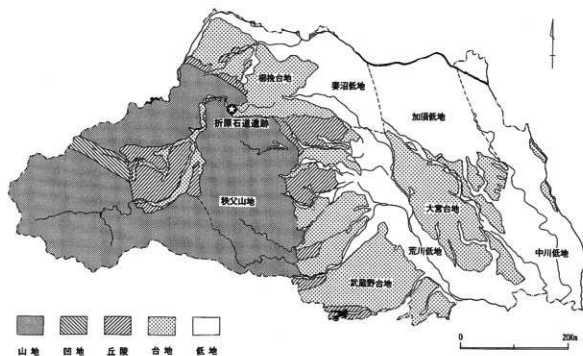 櫛挽台地
妻沼低地
加須低地
折原石道遺跡
秩父山地
大宮台地
荒川低地
中川低地
武蔵野台地
山地
凹地
丘陵
台地
低地
0
20Km